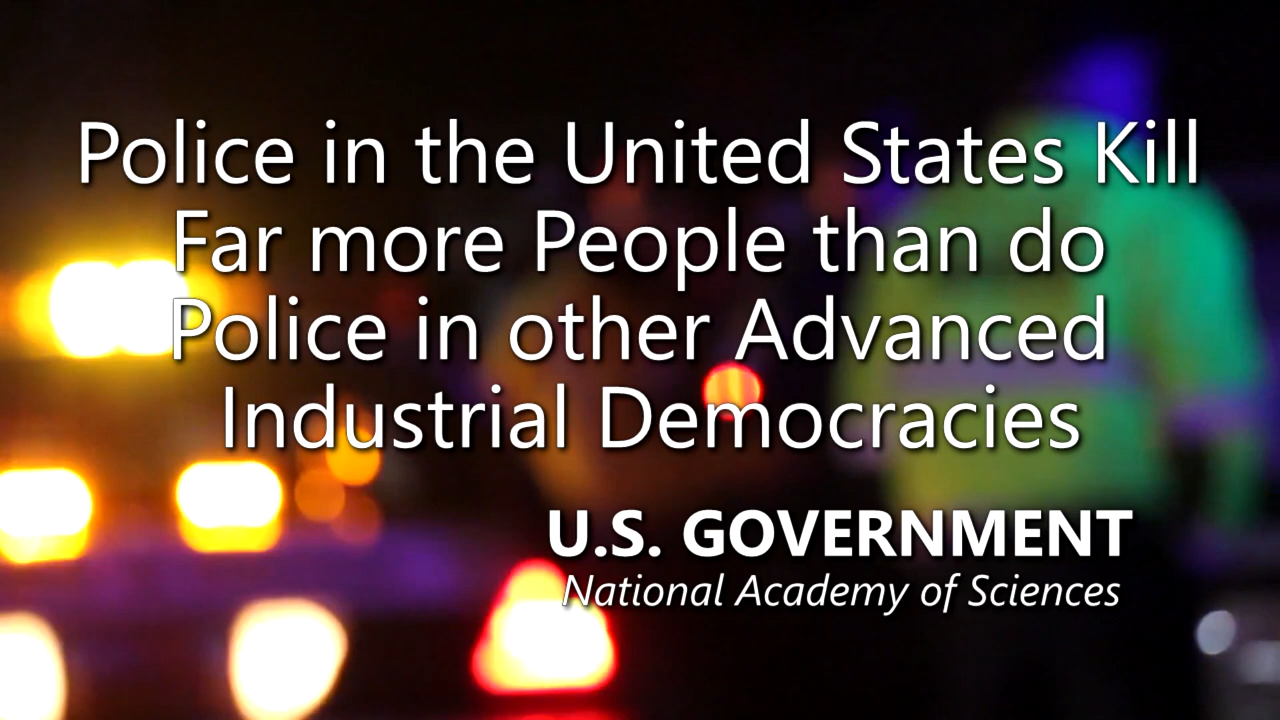 Police in the United States Kill
Far more People than do
Police in other Advanced
Industrial Democracies
U.S. GOVERNMENT
National Academy of Sciences